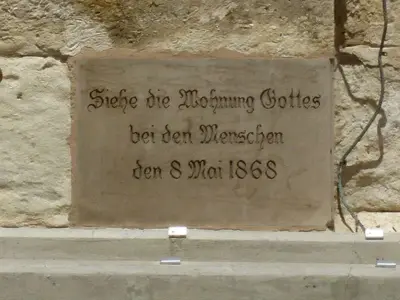 Siehe die Wohnung Gottes
bei den Menschen
den 8 Mai 1868